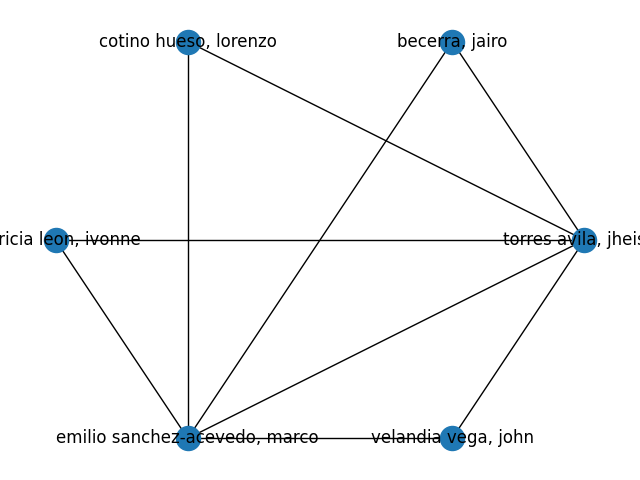 cotino hueso, lorenzo
becerra, jairo
ricia leon, ivonne
torres avila, jheis
emilio sanchez-acevedo, marco
velandia vega, john